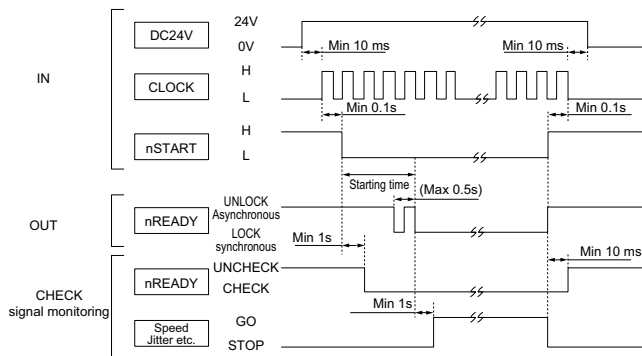 24V
DC24V
0V
Min 10 ms
Min 10 ms
IN
H
CLOCK
L
Min 0.1s
Min 0.1s
H
nSTART
L
Starting time
(Max 0.5s)
UNLOCK
Asynchronous
OUT
nREADY
LOCK
synchronous
Min 1s
Min 10 ms
UNCHECK
nREADY
CHECK
CHECK
signal monitoring
Min 1s
GO
Speed
Jitter etc.
STOP